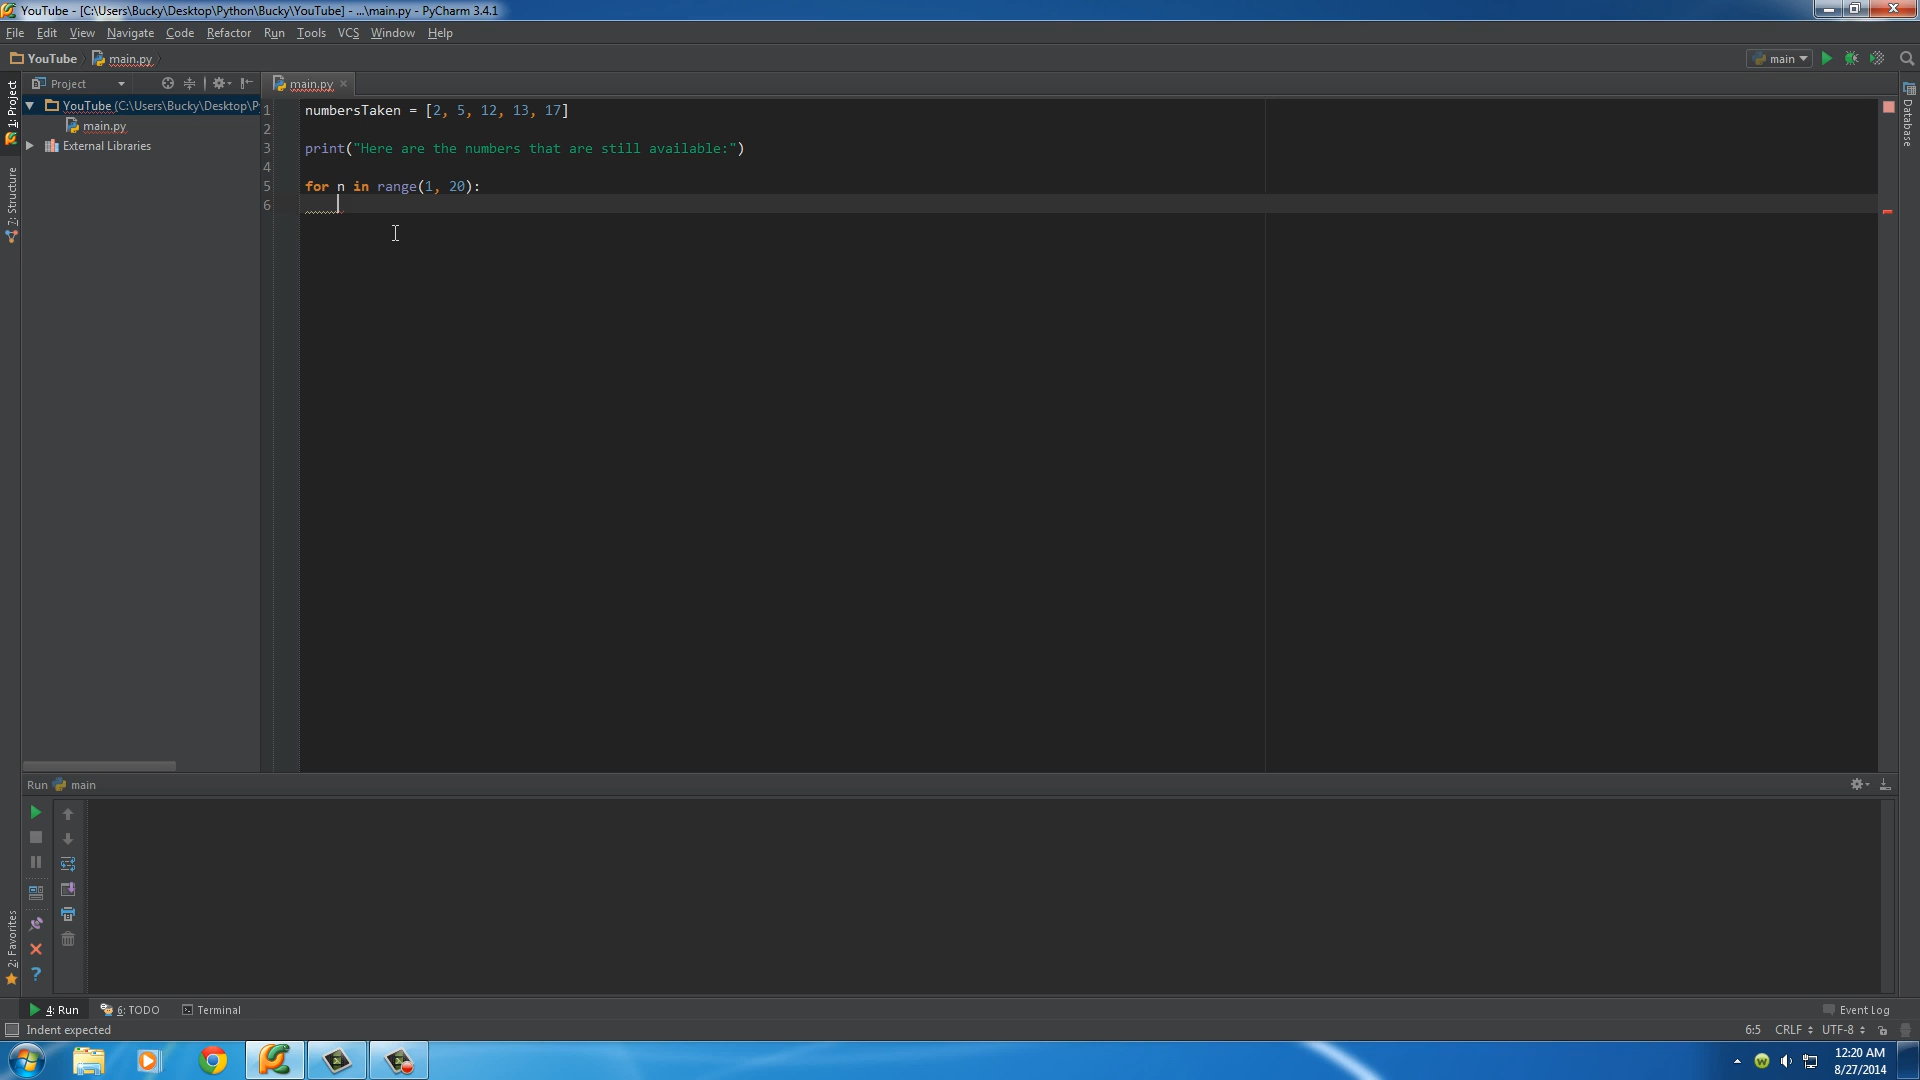 YouTube - [C:\Users\Bucky\Desktop\Python\Bucky\YouTube] - ...\main.py - PyCharm 3.4.1
File Edit View Navigate Code Refactor Run Tools VCS Window Help
YouTube main.py main
Project main.py
1: Project
7: Structure
2: Favorites
Database
YouTube (C:\Users\Bucky\Desktop\P
main.py
External Libraries
1 numbersTaken = [2, 5, 12, 13, 17]
2
3 print("Here are the numbers that are still available:")
4
5 for n in range(1, 20):
6
Run main
4: Run 6: TODO Terminal Event Log
Indent expected 6:5 CRLF UTF-8
12:20 AM
8/27/2014